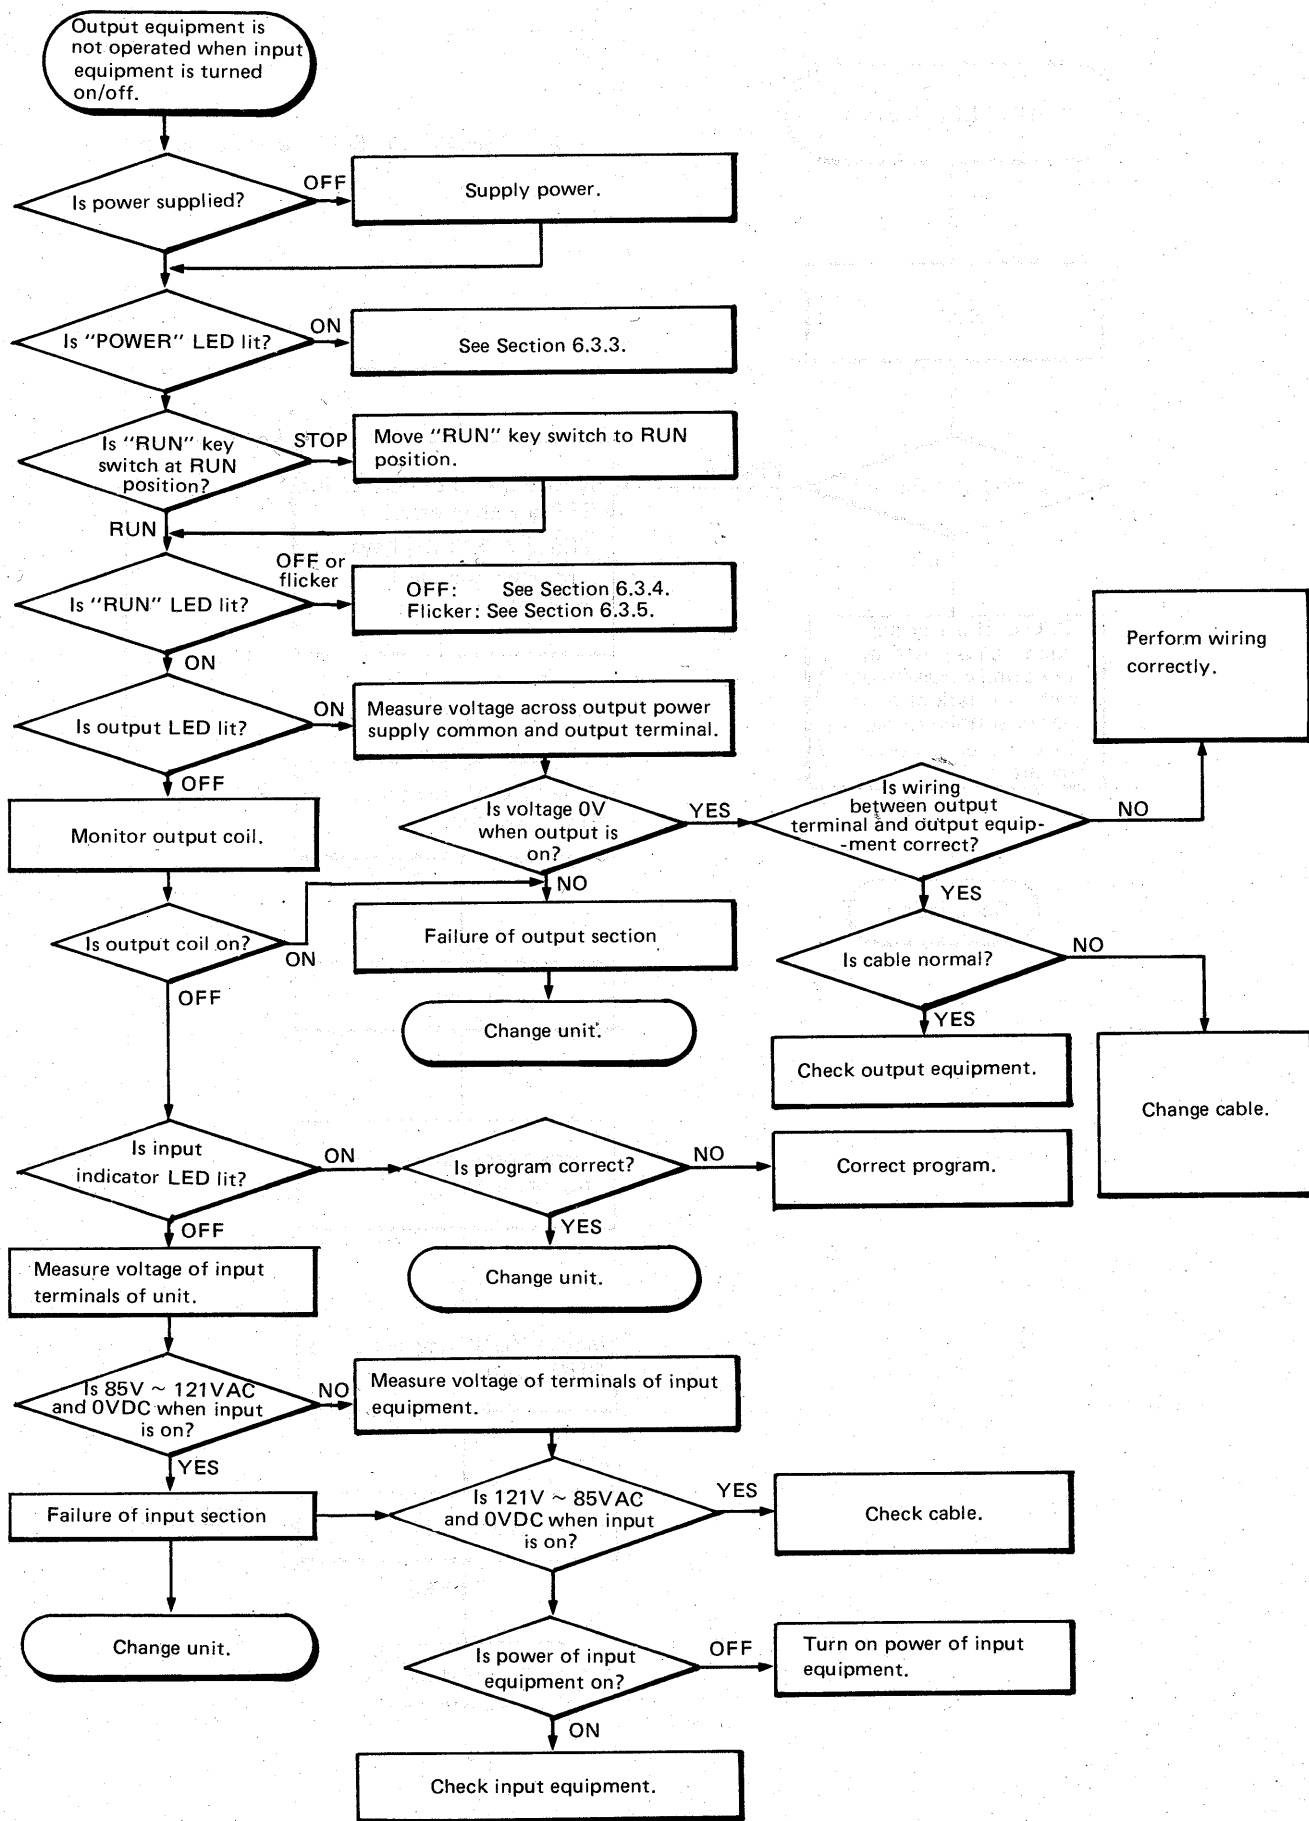 Output equipment is
not operated when input
equipment is turned
on/off.
Is power supplied?
OFF
Supply power.
Is "POWER" LED lit?
ON
See Section 6.3.3.
Is "RUN" key
switch at RUN
position?
STOP
Move "RUN" key switch to RUN
position.
RUN
Is "RUN" LED lit?
OFF or
flicker
OFF: See Section 6.3.4.
Flicker: See Section 6.3.5.
ON
Is output LED lit?
ON
Measure voltage across output power
supply common and output terminal.
OFF
Monitor output coil.
Is voltage 0V
when output is
on?
YES
Is wiring
between output
terminal and output equip-
-ment correct?
NO
Perform wiring
correctly.
NO
YES
Is output coil on?
ON
Failure of output section
Is cable normal?
NO
OFF
Change unit.
YES
Check output equipment.
Change cable.
Is input
indicator LED lit?
ON
Is program correct?
NO
Correct program.
OFF
YES
Measure voltage of input
terminals of unit.
Change unit.
Is 85V ~ 121VAC
and 0VDC when input
is on?
NO
Measure voltage of terminals of input
equipment.
YES
Failure of input section
Is 121V ~ 85VAC
and 0VDC when input
is on?
YES
Check cable.
Change unit.
Is power of input
equipment on?
OFF
Turn on power of input
equipment.
ON
Check input equipment.